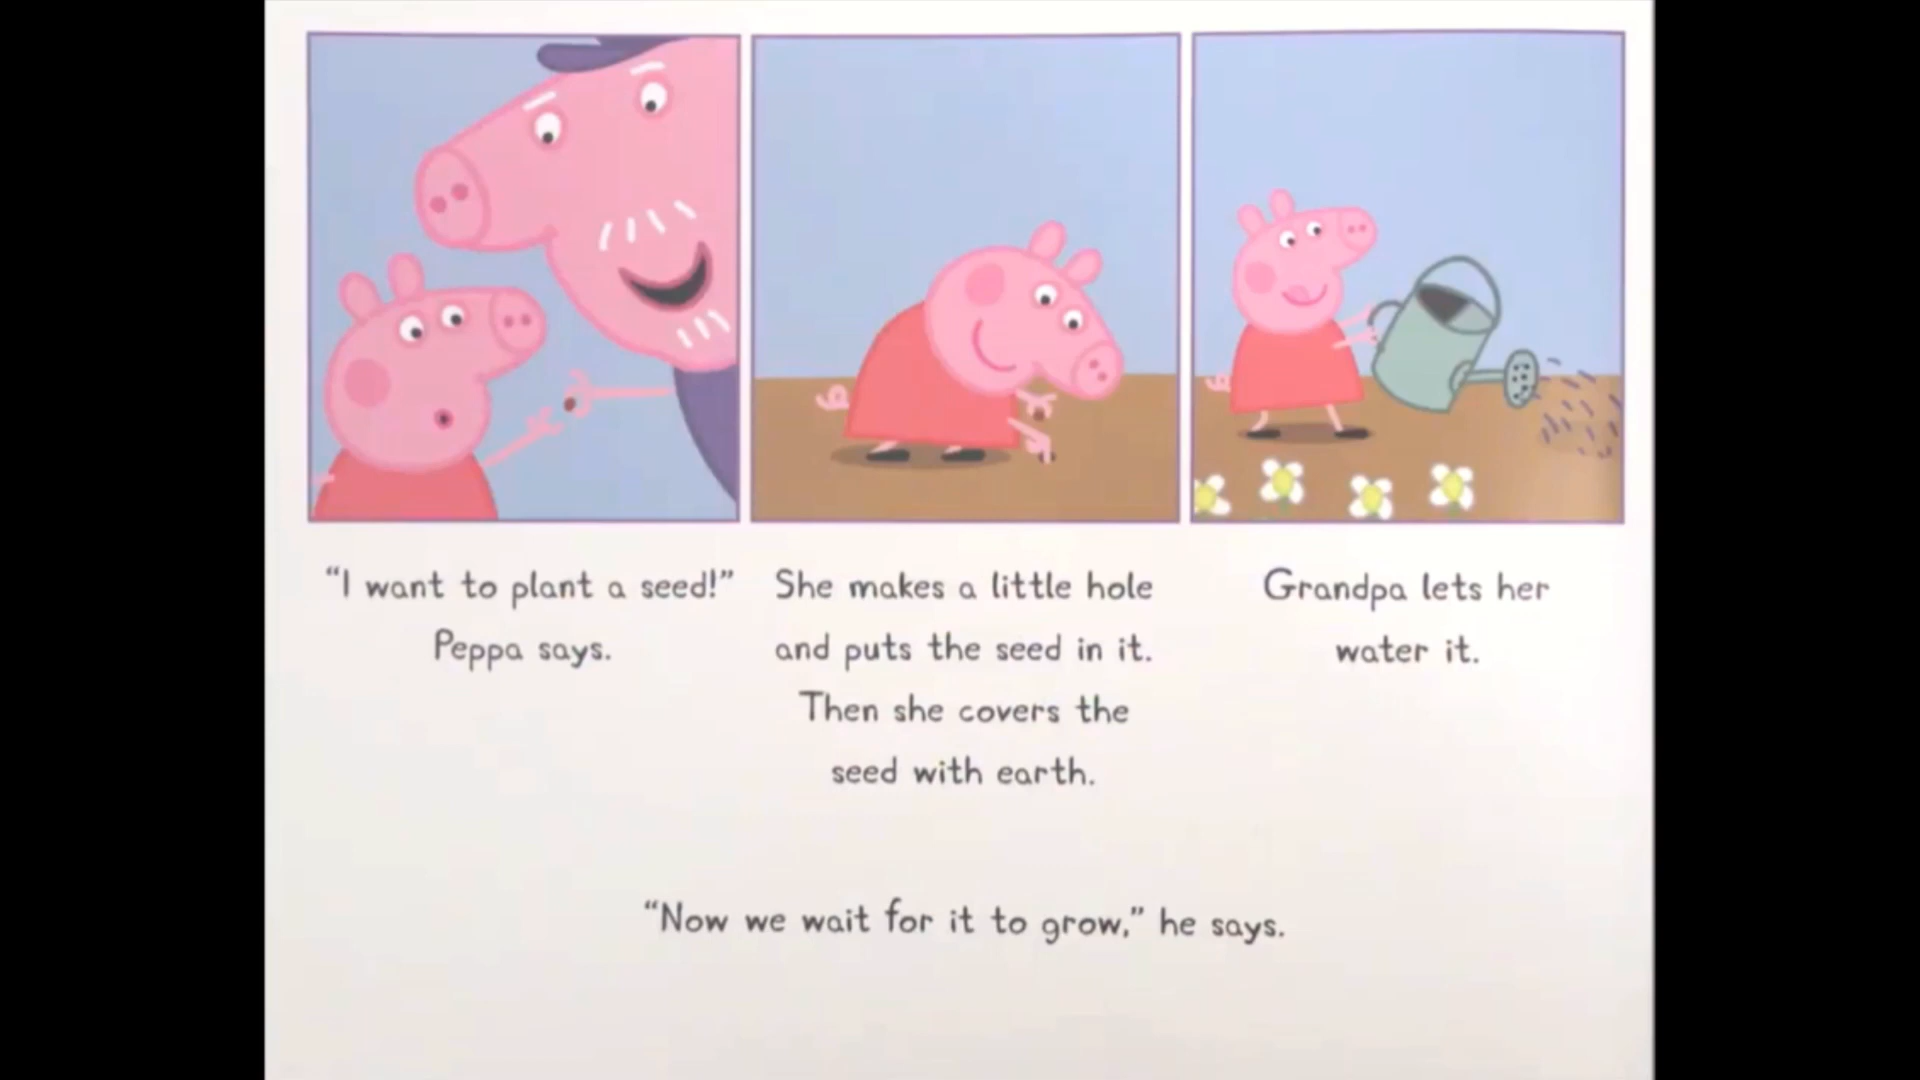 “I want to plant a seed!”
Peppa says.
She makes a little hole
and puts the seed in it.
Then she covers the
seed with earth.
Grandpa lets her
water it.
“Now we wait for it to grow,” he says.